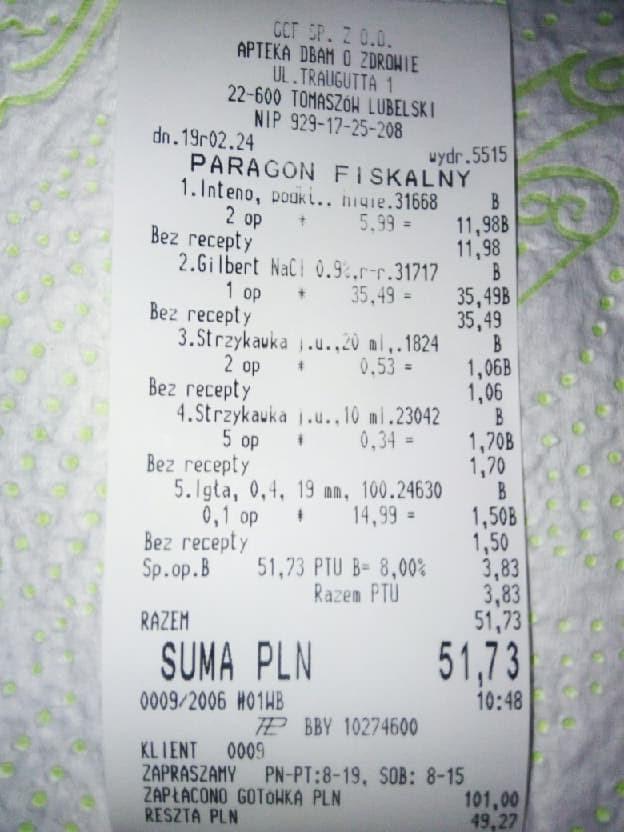 GCF SP. Z O.O.
APTEKA DBAM O ZDROWIE
UL.TRAUGUTTA 1
22-600 TOMASZÓW LUBELSKI
NIP 929-17-25-208
dn.19r02.24 wydr.5515
PARAGON FISKALNY
1.Inteno, podkl.. higie.31668 B
2 op * 5,99 = 11,98B
Bez recepty 11,98
2.Gilbert NaCl 0.9%,r-r.31717 B
1 op * 35,49 = 35,49B
Bez recepty 35,49
3.Strzykawka j.u.,20 ml,.1824 B
2 op * 0,53 = 1,06B
Bez recepty 1,06
4.Strzykawka j.u.,10 ml.23042 B
5 op * 0,34 = 1,70B
Bez recepty 1,70
5.Igła, 0,4, 19 mm, 100.24630 B
0,1 op * 14,99 = 1,50B
Bez recepty 1,50
Sp.op.B 51,73 PTU B= 8,00% 3,83
Razem PTU 3,83
RAZEM 51,73
SUMA PLN 51,73
0009/2006 #01WB 10:48
BBY 10274600
KLIENT 0009
ZAPRASZAMY PN-PT:8-19, SOB: 8-15
ZAPŁACONO GOTÓWKA PLN 101,00
RESZTA PLN 49,27